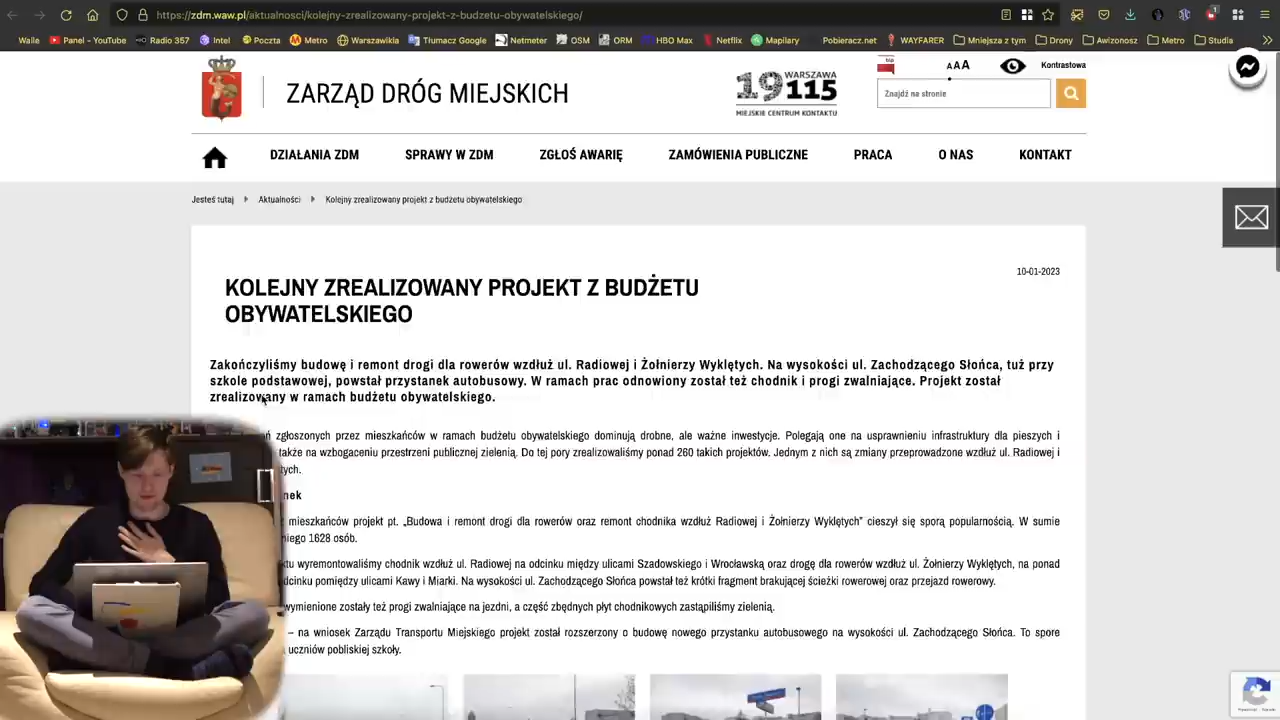 https://zdm.waw.pl/aktualnosci/kolejny-zrealizowany-projekt-z-budzetu-obywatelskiego/
Waila Panel - YouTube Radio 357 Intel Poczta Metro Warszawilla Tłumacz Google Netmeter OSM ORM HBO Max Netflix Mapilary Pobieracz.net WAYFARER Mniejsza z tym Dorend Metro Studia
ZARZĄD DRÓG MIEJSKICH
19115 WARSZAWA
MIEJSKIE CENTRUM KONTAKTU
bip A A A Kontrastowa
Znajdź na stronie
DZIAŁANIA ZDM SPRAWY W ZDM ZGŁOŚ AWARIĘ ZAMÓWIENIA PUBLICZNE PRACA O NAS KONTAKT
Jesteś tutaj Aktualności Kolejny zrealizowany projekt z budżetu obywatelskiego
10-01-2023
KOLEJNY ZREALIZOWANY PROJEKT Z BUDŻETU
OBYWATELSKIEGO
Zakończyliśmy budowę i remont drogi dla rowerów wzdłuż ul. Radiowej i Żołnierzy Wyklętych. Na wysokości ul. Zachodzącego Słońca, tuż przy
szkole podstawowej, powstał przystanek autobusowy. W ramach prac odnowiony został też chodnik i progi zwalniające. Projekt został
zrealizowany w ramach budżetu obywatelskiego.
zgłoszonych przez mieszkańców w ramach budżetu obywatelskiego dominują drobne, ale ważne inwestycje. Polegają one na usprawnieniu infrastruktury dla pieszych i
także na wzbogaceniu przestrzeni publicznej zielenią. Do tej pory zrealizowaliśmy ponad 260 takich projektów. Jednym z nich są zmiany przeprowadzone wzdłuż ul. Radiowej i
tych.
nek
mieszkańców projekt pt. „Budowa i remont drogi dla rowerów oraz remont chodnika wzdłuż Radiowej i Żołnierzy Wyklętych” cieszył się sporą popularnością. W sumie
niego 1628 osób.
ktu wyremontowaliśmy chodnik wzdłuż ul. Radiowej na odcinku między ulicami Szadowskiego i Wrocławską oraz drogę dla rowerów wzdłuż ul. Żołnierzy Wyklętych, na ponad
odcinku pomiędzy ulicami Kawy i Miarki. Na wysokości ul. Zachodzącego Słońca powstał też krótki fragment brakującej ścieżki rowerowej oraz przejazd rowerowy.
wymienione zostały też progi zwalniające na jezdni, a część zbędnych płyt chodnikowych zastąpiliśmy zielenią.
– na wniosek Zarządu Transportu Miejskiego projekt został rozszerzony o budowę nowego przystanku autobusowego na wysokości ul. Zachodzącego Słońca. To spore
uczniów pobliskiej szkoły.